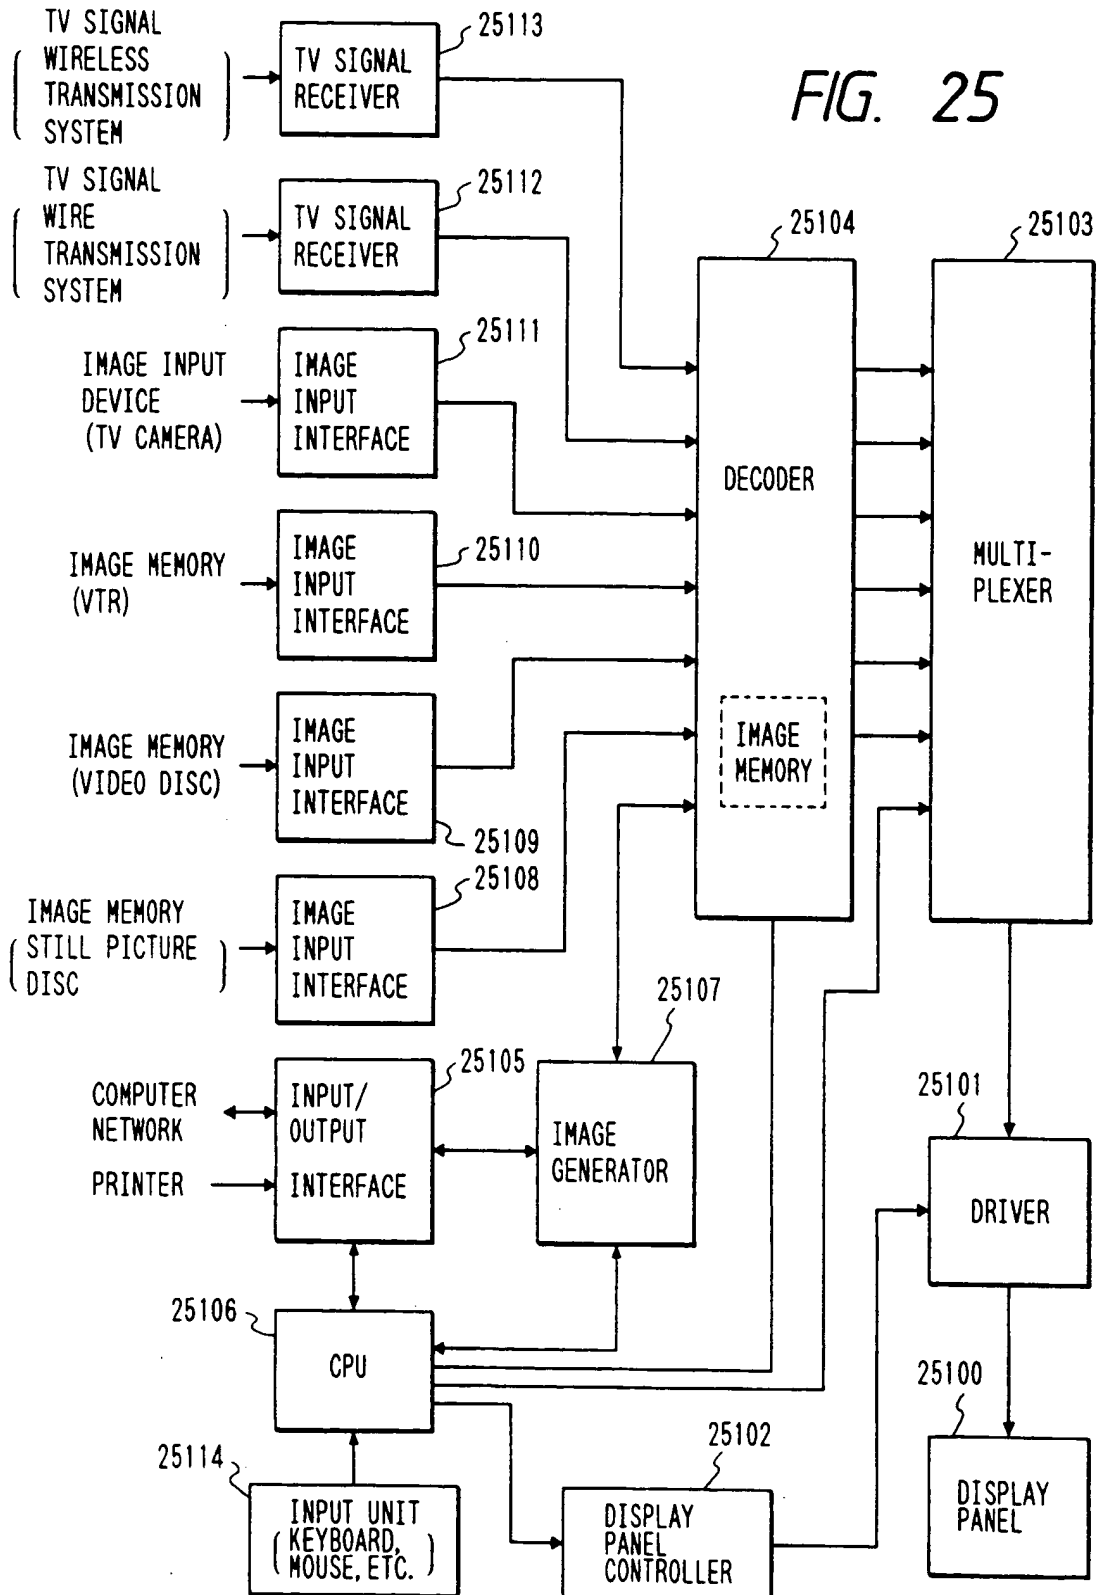 FIG. 25
TV SIGNAL
WIRELESS
TRANSMISSION
SYSTEM
TV SIGNAL
RECEIVER
25113
TV SIGNAL
WIRE
TRANSMISSION
SYSTEM
TV SIGNAL
RECEIVER
25112
IMAGE INPUT
DEVICE
(TV CAMERA)
IMAGE
INPUT
INTERFACE
25111
IMAGE MEMORY
(VTR)
IMAGE
INPUT
INTERFACE
25110
IMAGE MEMORY
(VIDEO DISC)
IMAGE
INPUT
INTERFACE
25109
IMAGE MEMORY
(STILL PICTURE
DISC)
IMAGE
INPUT
INTERFACE
25108
25104
DECODER
IMAGE
MEMORY
25103
MULTI-
PLEXER
COMPUTER
NETWORK
PRINTER
INPUT/
OUTPUT
INTERFACE
25105
25107
IMAGE
GENERATOR
25101
DRIVER
25106
CPU
25100
DISPLAY
PANEL
25114
INPUT UNIT
(KEYBOARD,
MOUSE, ETC.)
25102
DISPLAY
PANEL
CONTROLLER